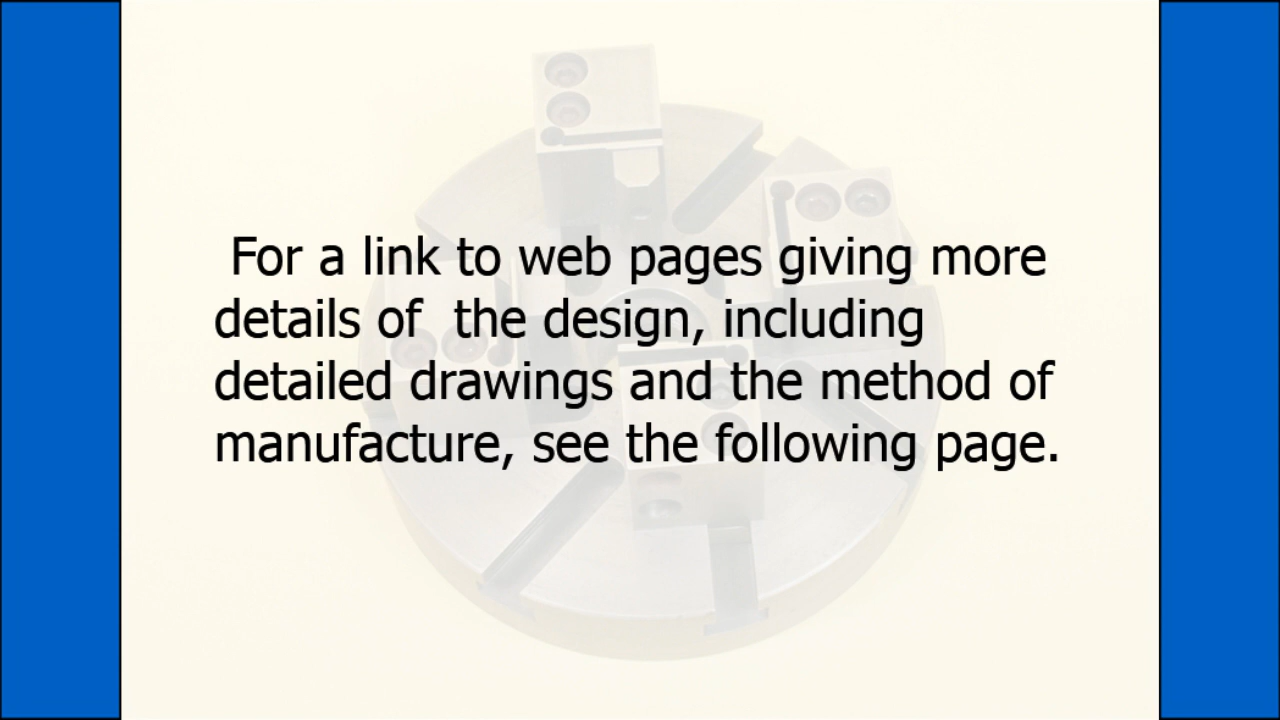 For a link to web pages giving more
details of  the design, including
detailed drawings and the method of
manufacture, see the following page.